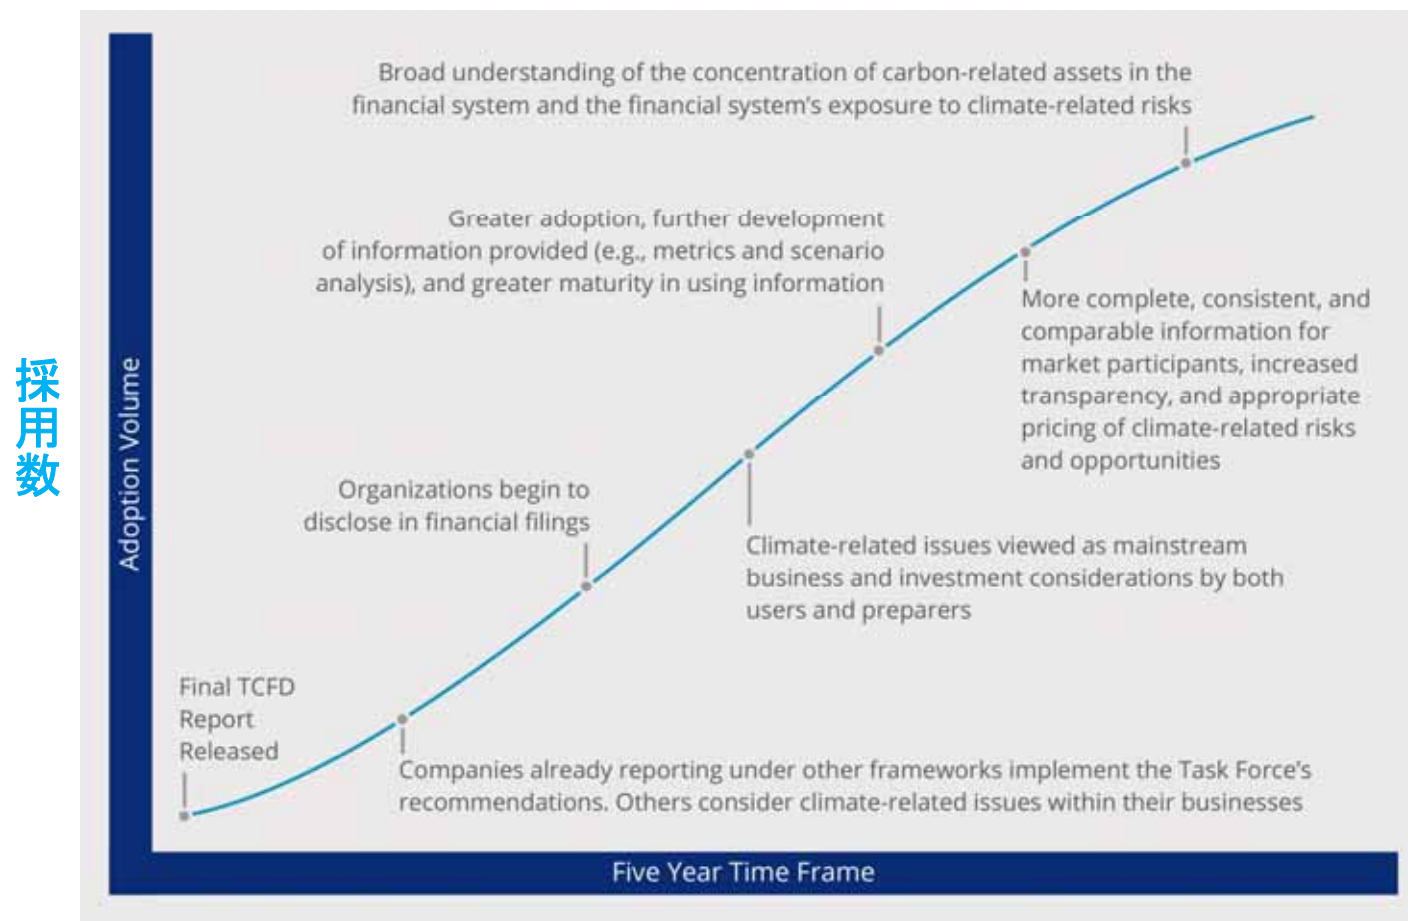 Broad understanding of the concentration of carbon-related assets in the
financial system and the financial system's exposure to climate-related risks
Greater adoption, further development
of information provided (e.g., metrics and scenario
analysis), and greater maturity in using information
More complete, consistent, and
comparable information for
market participants, increased
transparency, and appropriate
pricing of climate-related risks
and opportunities
採用数
Adoption Volume
Organizations begin to
disclose in financial filings
Climate-related issues viewed as mainstream
business and investment considerations by both
users and preparers
Final TCFD
Report
Released
Companies already reporting under other frameworks implement the Task Force's
recommendations. Others consider climate-related issues within their businesses
Five Year Time Frame